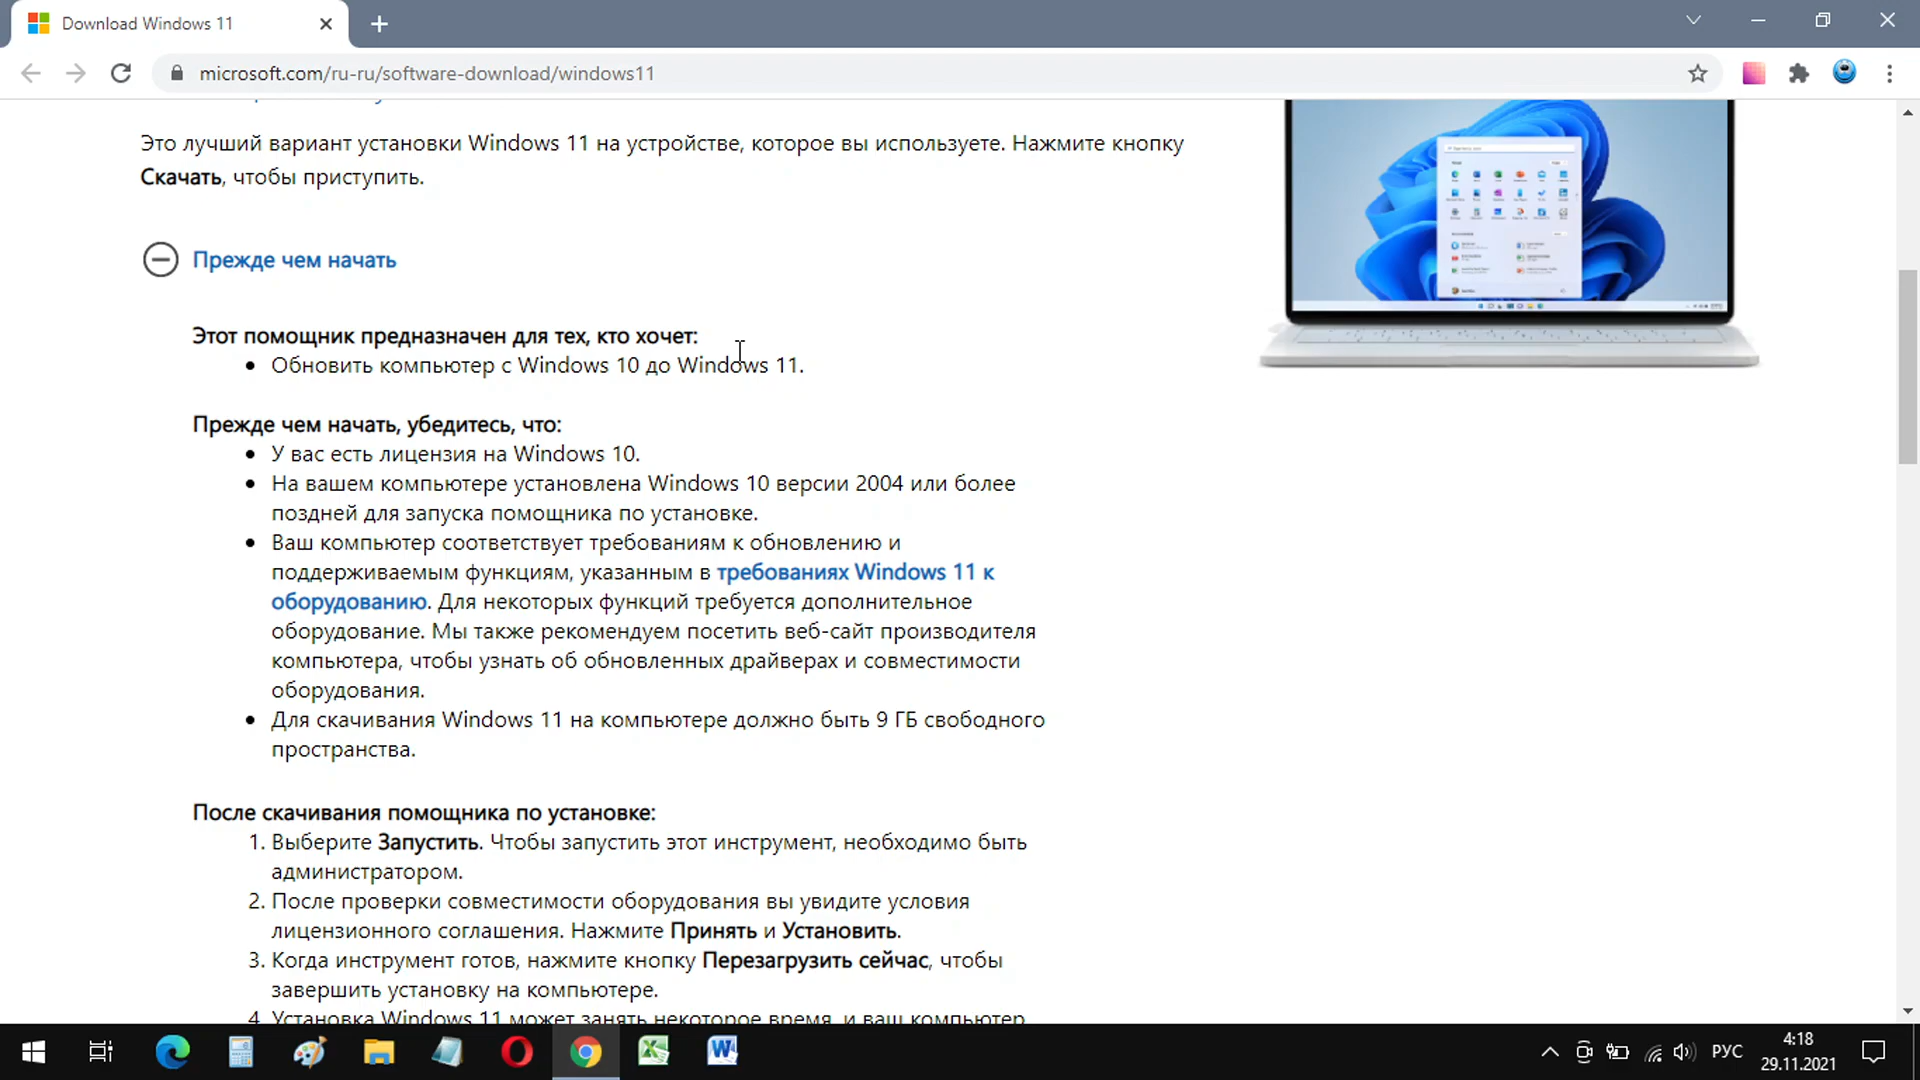 Download Windows 11
microsoft.com/ru-ru/software-download/windows11
Это лучший вариант установки Windows 11 на устройстве, которое вы используете. Нажмите кнопку
Скачать, чтобы приступить.
Прежде чем начать
Этот помощник предназначен для тех, кто хочет:
• Обновить компьютер с Windows 10 до Windows 11.
Прежде чем начать, убедитесь, что:
• У вас есть лицензия на Windows 10.
• На вашем компьютере установлена Windows 10 версии 2004 или более
поздней для запуска помощника по установке.
• Ваш компьютер соответствует требованиям к обновлению и
поддерживаемым функциям, указанным в требованиях Windows 11 к
оборудованию. Для некоторых функций требуется дополнительное
оборудование. Мы также рекомендуем посетить веб-сайт производителя
компьютера, чтобы узнать об обновленных драйверах и совместимости
оборудования.
• Для скачивания Windows 11 на компьютере должно быть 9 ГБ свободного
пространства.
После скачивания помощника по установке:
1. Выберите Запустить. Чтобы запустить этот инструмент, необходимо быть
администратором.
2. После проверки совместимости оборудования вы увидите условия
лицензионного соглашения. Нажмите Принять и Установить.
3. Когда инструмент готов, нажмите кнопку Перезагрузить сейчас, чтобы
завершить установку на компьютере.
4. Установка Windows 11 может занять некоторое время, и ваш компьютер
РУС
4:18
29.11.2021